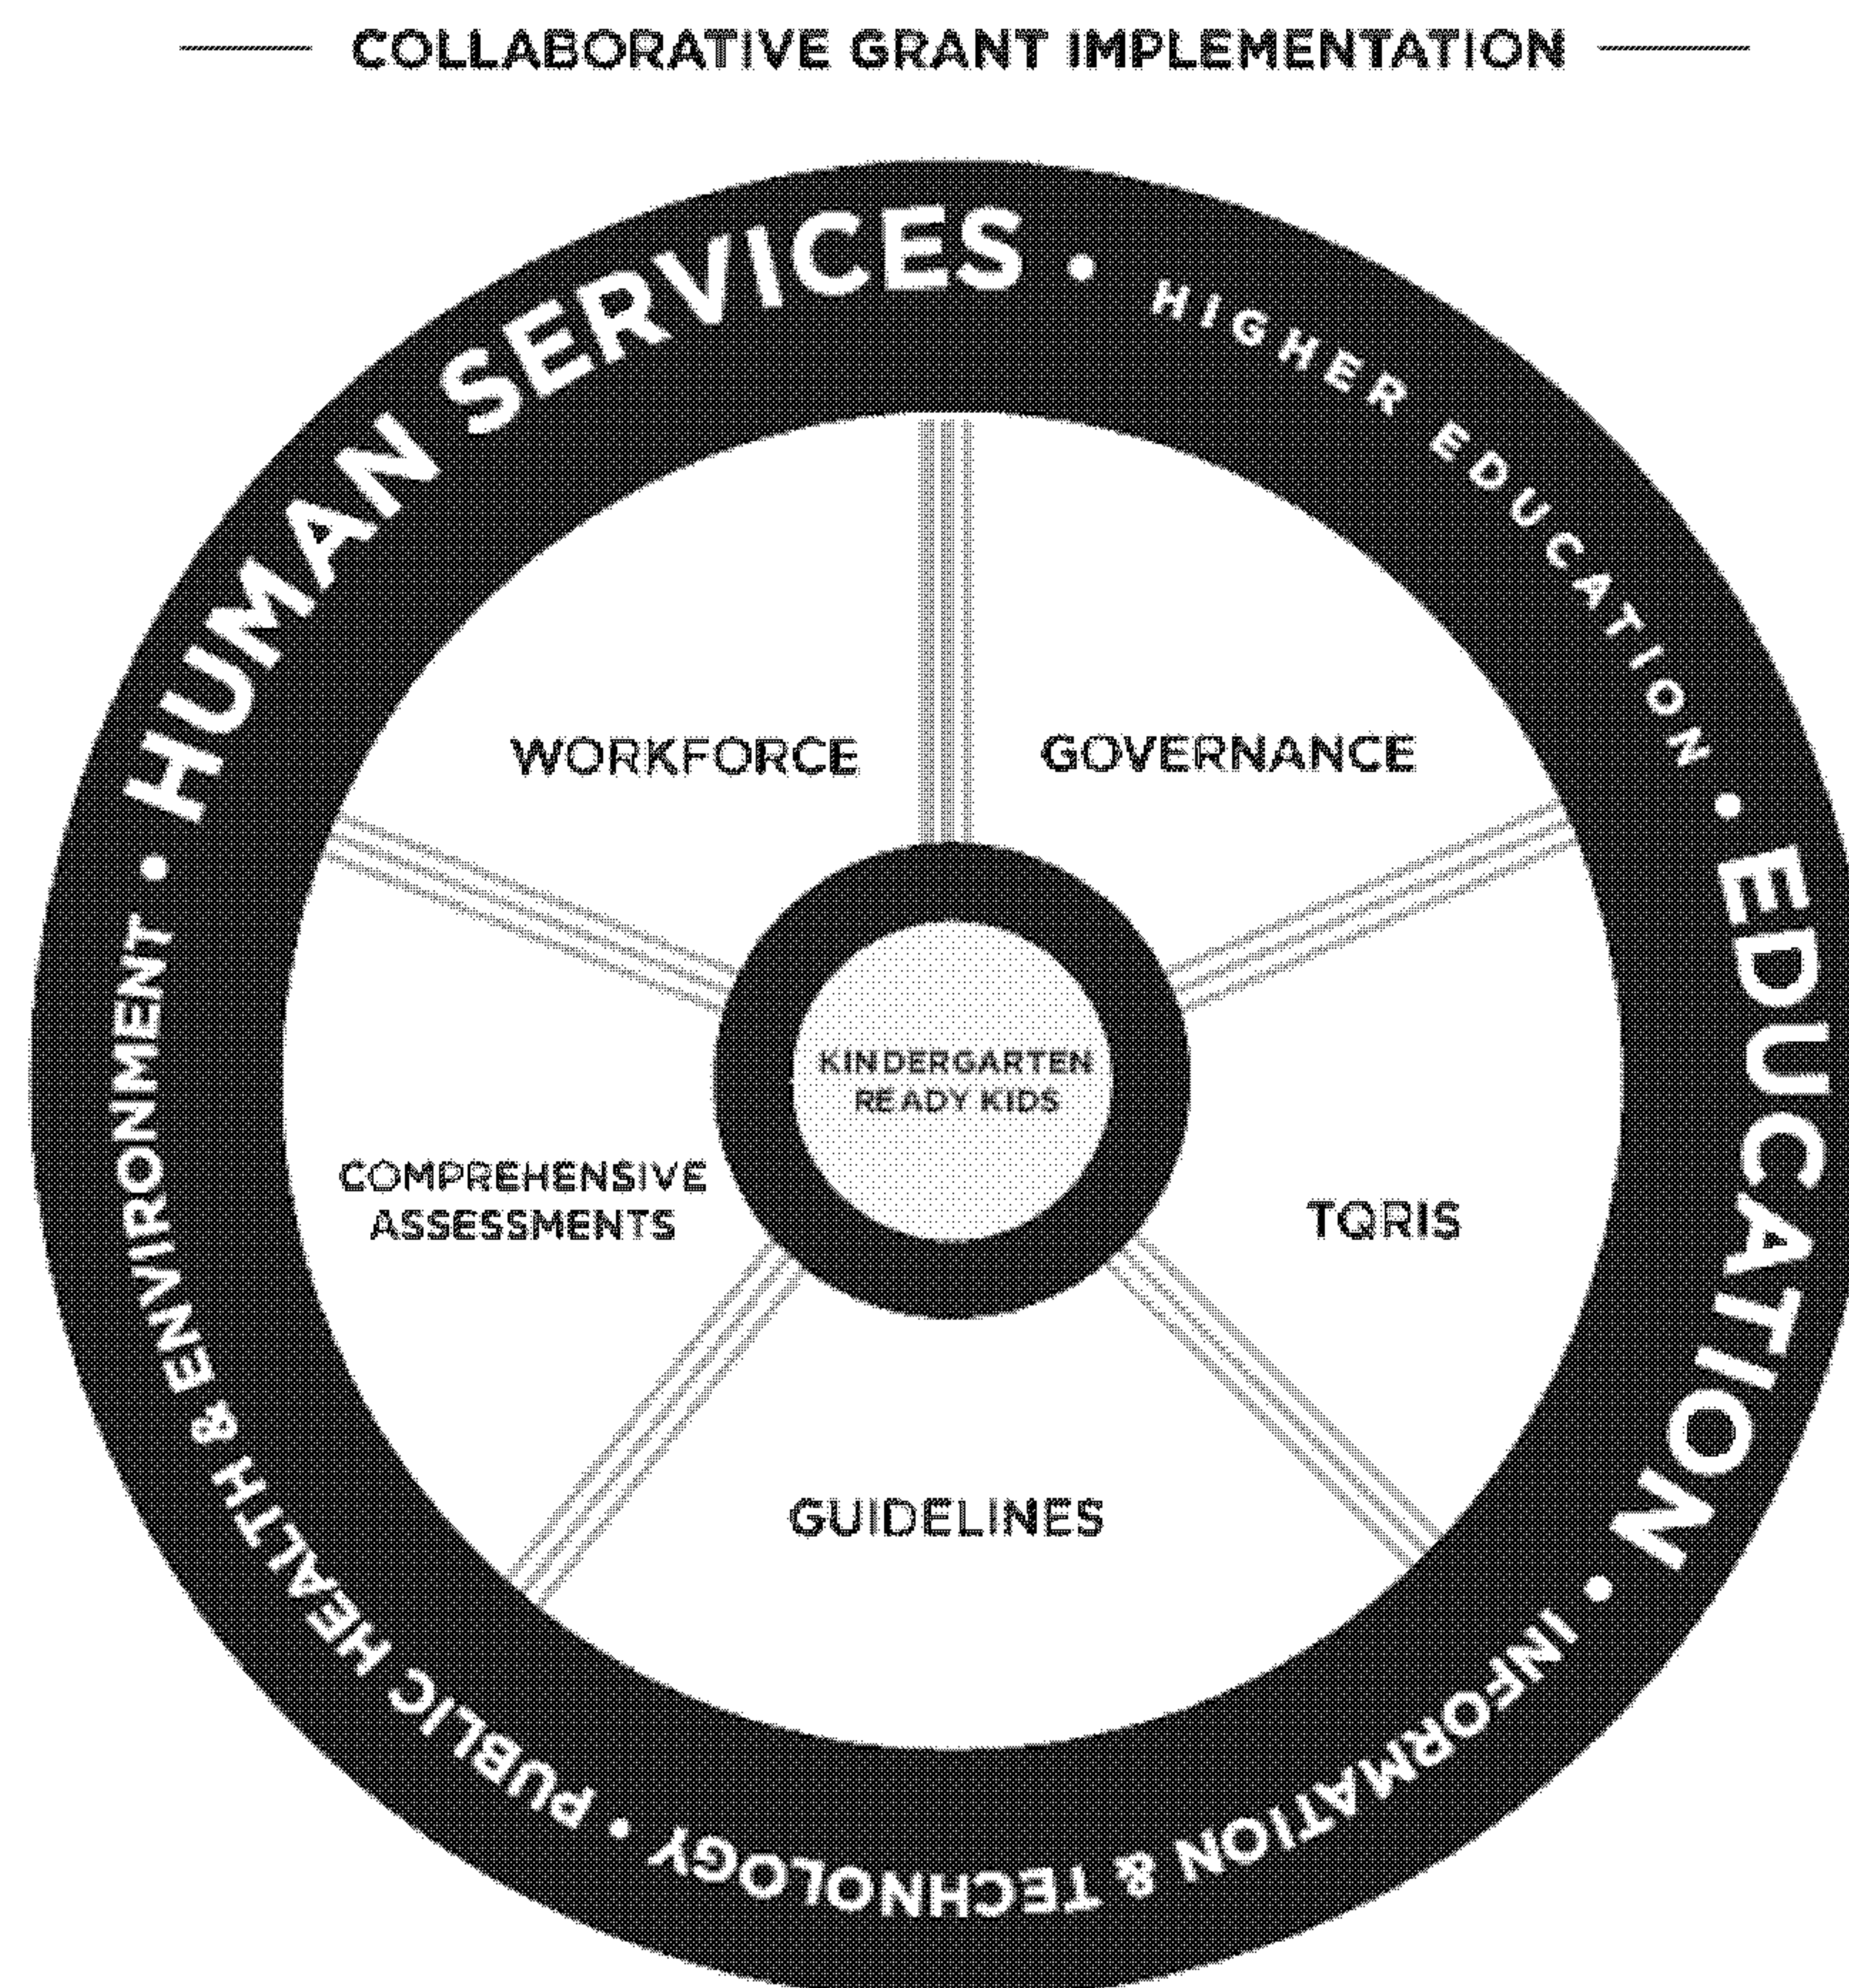 COLLABORATIVE GRANT IMPLEMENTATION
HUMAN SERVICES • HIGHER EDUCATION • EDUCATION • INFORMATION & TECHNOLOGY • PUBLIC HEALTH & ENVIRONMENT •
WORKFORCE
GOVERNANCE
KINDERGARTEN
READY KIDS
COMPREHENSIVE
ASSESSMENTS
TQRIS
GUIDELINES